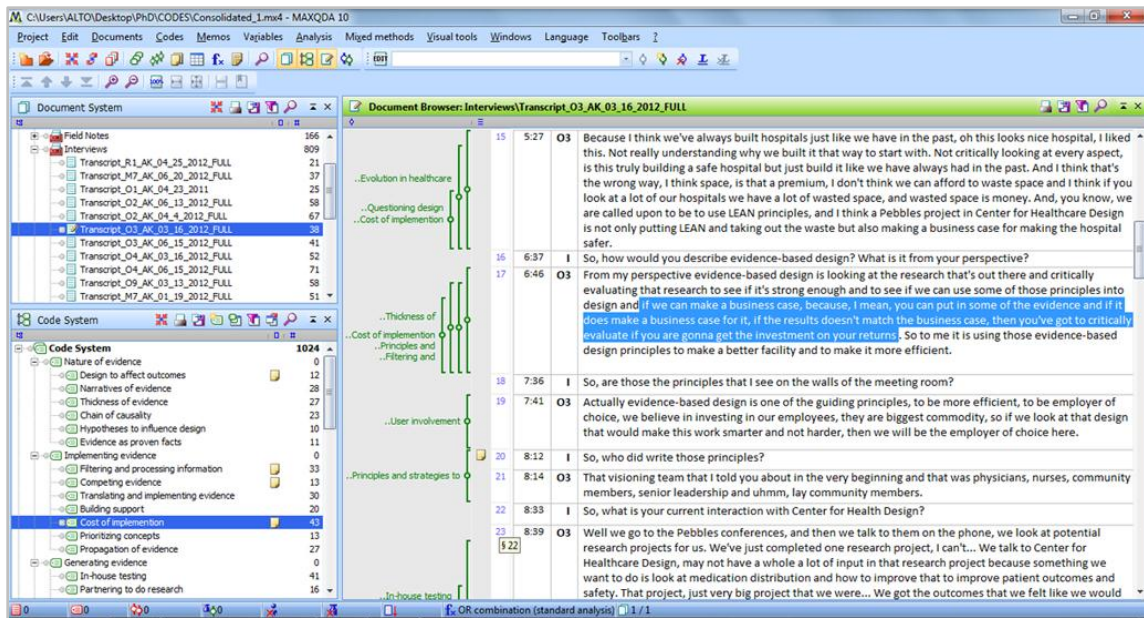 C:\Users\ALTO\Desktop\PhD\CODES\Consolidated_1.mx4 - MAXQDA 10
Project Edit Documents Codes Memos Variables Analysis Mixed methods Visual tools Windows Language Toolbars ?
Document System
Field Notes 166
Interviews 809
Transcript_R1_AK_04_25_2012_FULL 21
Transcript_M7_AK_06_20_2012_FULL 37
Transcript_O1_AK_04_23_2011 25
Transcript_O2_AK_06_13_2012_FULL 58
Transcript_O2_AK_04_4_2012_FULL 67
Transcript_O3_AK_03_16_2012_FULL 38
Transcript_O3_AK_06_15_2012_FULL 41
Transcript_O4_AK_03_16_2012_FULL 52
Transcript_O4_AK_06_15_2012_FULL 71
Transcript_O9_AK_03_13_2012_FULL 58
Transcript_M7_AK_01_19_2012_FULL 51
Code System
Code System 1024
Nature of evidence 0
Design to affect outcomes 12
Narratives of evidence 28
Thickness of evidence 27
Chain of causality 23
Hypotheses to influence design 10
Evidence as proven facts 11
Implementing evidence 0
Filtering and processing information 33
Competing evidence 13
Translating and implementing evidence 30
Building support 20
Cost of implemention 43
Prioritizing concepts 13
Propagation of evidence 27
Generating evidence 0
In-house testing 41
Partnering to do research 16
Document Browser: Interviews\Transcript_O3_AK_03_16_2012_FULL
..Evolution in healthcare
..Questioning design
..Cost of implemention
15 5:27 O3 Because I think we've always built hospitals just like we have in the past, oh this looks nice hospital, I liked
this. Not really understanding why we built it that way to start with. Not critically looking at every aspect,
is this truly building a safe hospital but just build it like we have always had in the past. And I think that's
the wrong way, I think space, is that a premium, I don't think we can afford to waste space and I think if you
look at a lot of our hospitals we have a lot of wasted space, and wasted space is money. And, you know, we
are called upon to be to use LEAN principles, and I think a Pebbles project in Center for Healthcare Design
is not only putting LEAN and taking out the waste but also making a business case for making the hospital
safer.
16 6:37 I So, how would you describe evidence-based design? What is it from your perspective?
..Thickness of
..Cost of implemention
..Principles and
..Filtering and
17 6:46 O3 From my perspective evidence-based design is looking at the research that's out there and critically
evaluating that research to see if it's strong enough and to see if we can use some of those principles into
design and if we can make a business case, because, I mean, you can put in some of the evidence and if it
does make a business case for it, if the results doesn't match the business case, then you've got to critically
evaluate if you are gonna get the investment on your returns . So to me it is using those evidence-based
design principles to make a better facility and to make it more efficient.
18 7:36 I So, are those the principles that I see on the walls of the meeting room?
..User involvement
19 7:41 O3 Actually evidence-based design is one of the guiding principles, to be more efficient, to be employer of
choice, we believe in investing in our employees, they are biggest commodity, so if we look at that design
that would make this work smarter and not harder, then we will be the employer of choice here.
20 8:12 I So, who did write those principles?
..Principles and strategies to
21 8:14 O3 That visioning team that I told you about in the very beginning and that was physicians, nurses, community
members, senior leadership and uhmm, lay community members.
22 8:33 I So, what is your current interaction with Center for Health Design?
23 8:39 O3 Well we go to the Pebbles conferences, and then we talk to them on the phone, we look at potential
§ 22
research projects for us. We've just completed one research project, I can't... We talk to Center for
Healthcare Design, may not have a whole a lot of input in that research project because something we
want to do is look at medication distribution and how to improve that to improve patient outcomes and
safety. That project, just very big project that we were... We got the outcomes that we felt like we would
..In-house testing
0 0 0 0 OR combination (standard analysis) 1 / 1